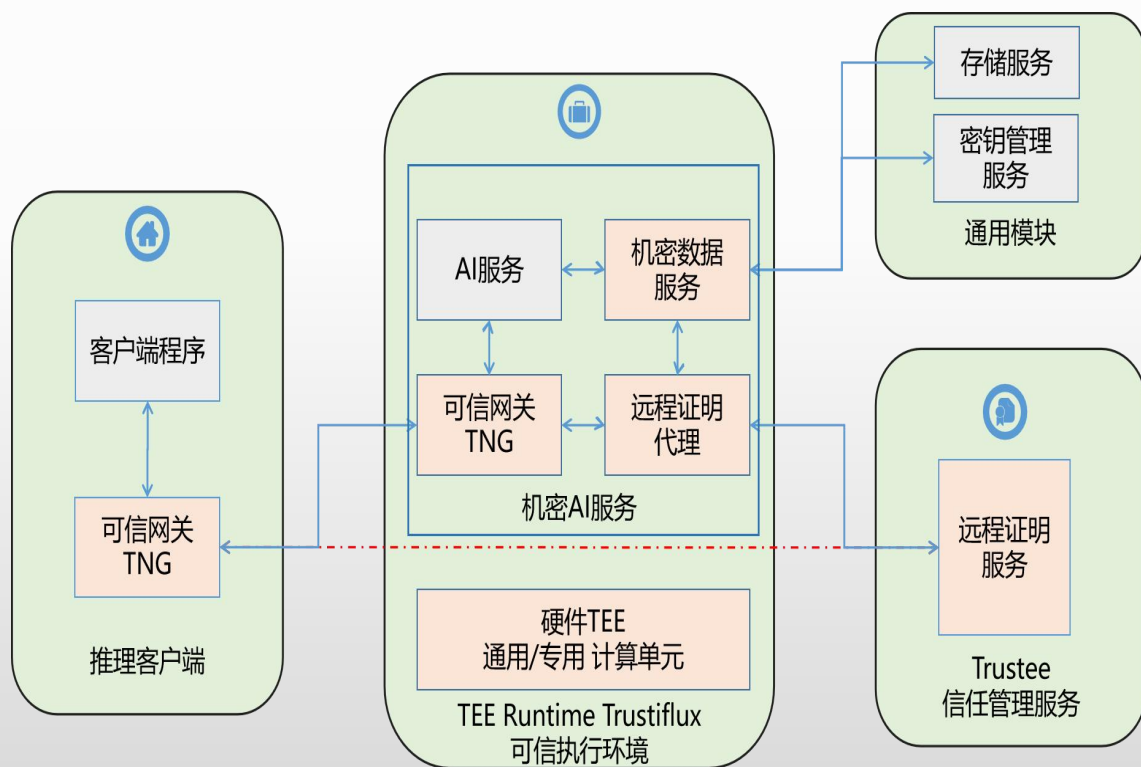 客户端程序
可信网关
TNG
推理客户端
AI服务
机密数据
服务
可信网关
TNG
远程证明
代理
机密AI服务
硬件TEE
通用/专用 计算单元
TEE Runtime Trustiflux
可信执行环境
存储服务
密钥管理
服务
通用模块
远程证明
服务
Trustee
信任管理服务